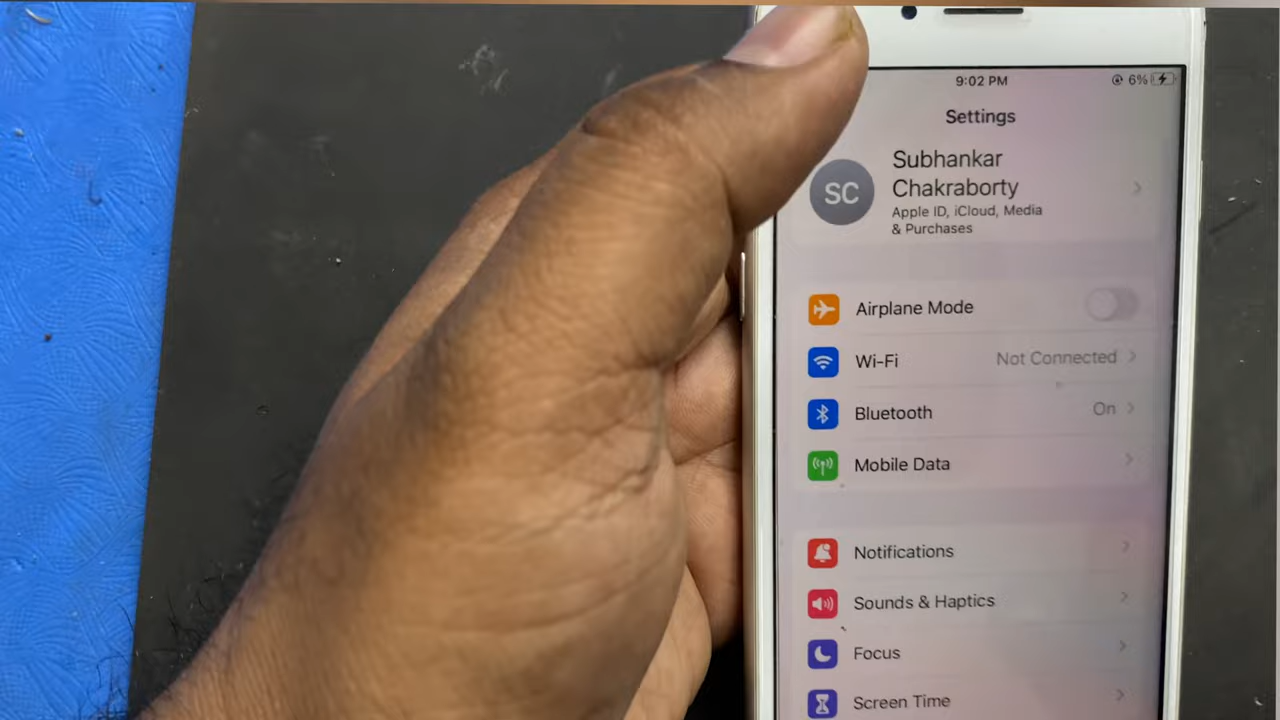 9:02 PM 6%
Settings
SC
Subhankar
Chakraborty
Apple ID, iCloud, Media
& Purchases
Airplane Mode
Wi-Fi Not Connected
Bluetooth On
Mobile Data
Notifications
Sounds & Haptics
Focus
Screen Time